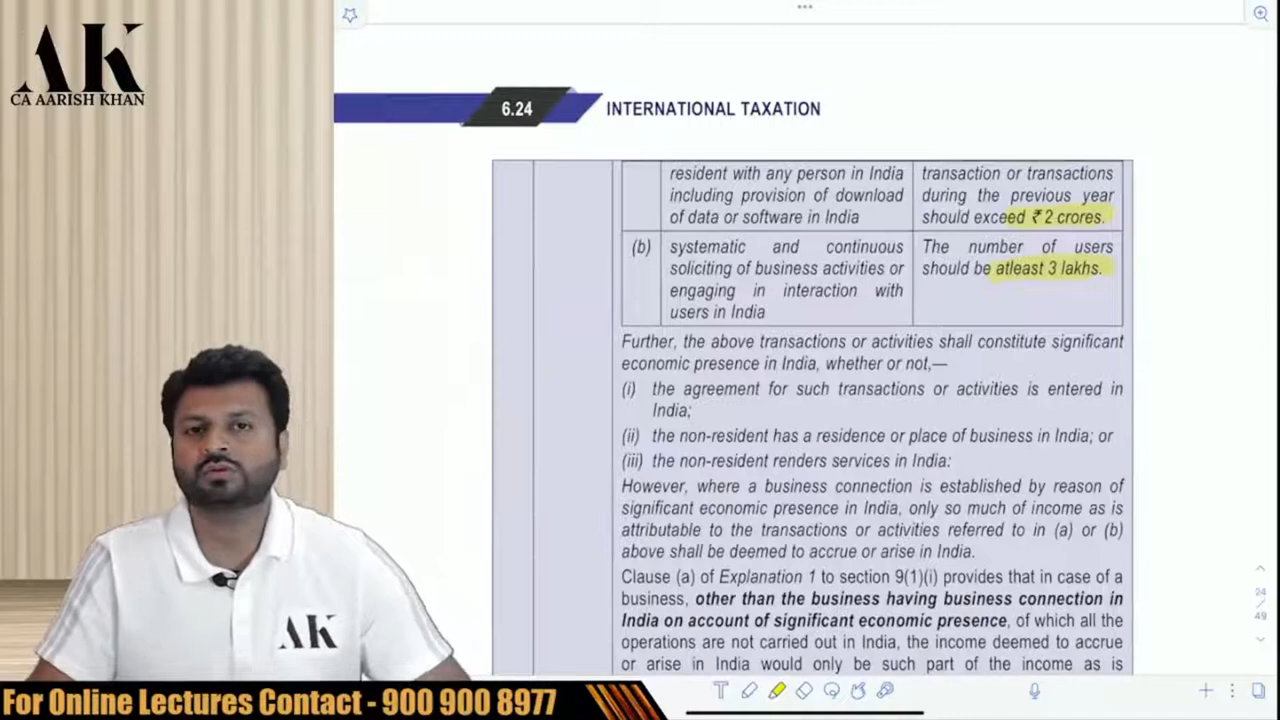 AK
CA AARISH KHAN
6.24
INTERNATIONAL TAXATION
resident with any person in India
including provision of download
of data or software in India
transaction or transactions
during the previous year
should exceed ₹ 2 crores.
(b)
systematic and continuous
soliciting of business activities or
engaging in interaction with
users in India
The number of users
should be atleast 3 lakhs.
Further, the above transactions or activities shall constitute significant
economic presence in India, whether or not,—
(i) the agreement for such transactions or activities is entered in
India;
(ii) the non-resident has a residence or place of business in India; or
(iii) the non-resident renders services in India:
However, where a business connection is established by reason of
significant economic presence in India, only so much of income as is
attributable to the transactions or activities referred to in (a) or (b)
above shall be deemed to accrue or arise in India.
Clause (a) of Explanation 1 to section 9(1)(i) provides that in case of a
business, other than the business having business connection in
India on account of significant economic presence, of which all the
operations are not carried out in India, the income deemed to accrue
or arise in India would only be such part of the income as is
24
49
AK
For Online Lectures Contact - 900 900 8977